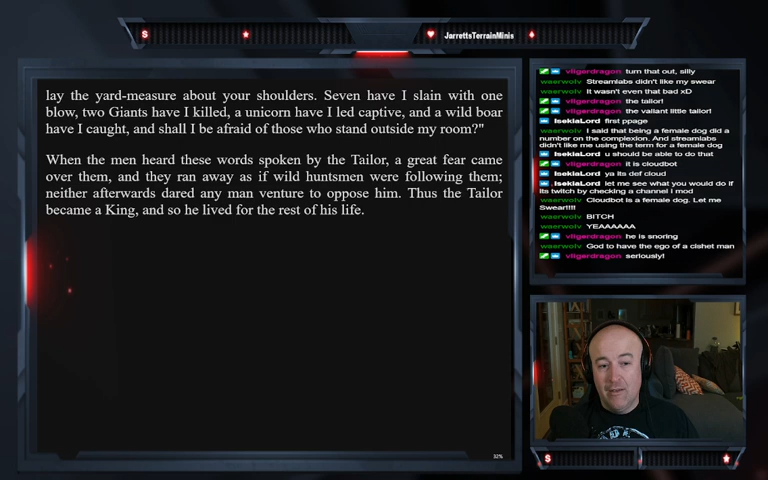 JarrettsTerrainMinis
lay the yard-measure about your shoulders. Seven have I slain with one
blow, two Giants have I killed, a unicorn have I led captive, and a wild boar
have I caught, and shall I be afraid of those who stand outside my room?"
When the men heard these words spoken by the Tailor, a great fear came
over them, and they ran away as if wild huntsmen were following them;
neither afterwards dared any man venture to oppose him. Thus the Tailor
became a King, and so he lived for the rest of his life.
32%
vligerdragon turn that out, silly
waerwolv Streamlabs didn't like my swear
waerwolv It wasn't even that bad xD
vligerdragon the tailor!
vligerdragon the valiant little tailor!
IsekiaLord first ppage
waerwolv I said that being a female dog did a
number on the complexion. And streamlabs
didn't like me using the term for a female dog
IsekiaLord u should be able to do that
vligerdragon it is cloudbot
IsekiaLord ya its def cloud
IsekiaLord let me see what you would do if
its twitch by checking a channel i mod
waerwolv Cloudbot is a female dog. Let me
Swear!!!!
waerwolv BITCH
waerwolv YEAAAAAA
vligerdragon he is snoring
waerwolv God to have the ego of a cishet man
vligerdragon seriously!